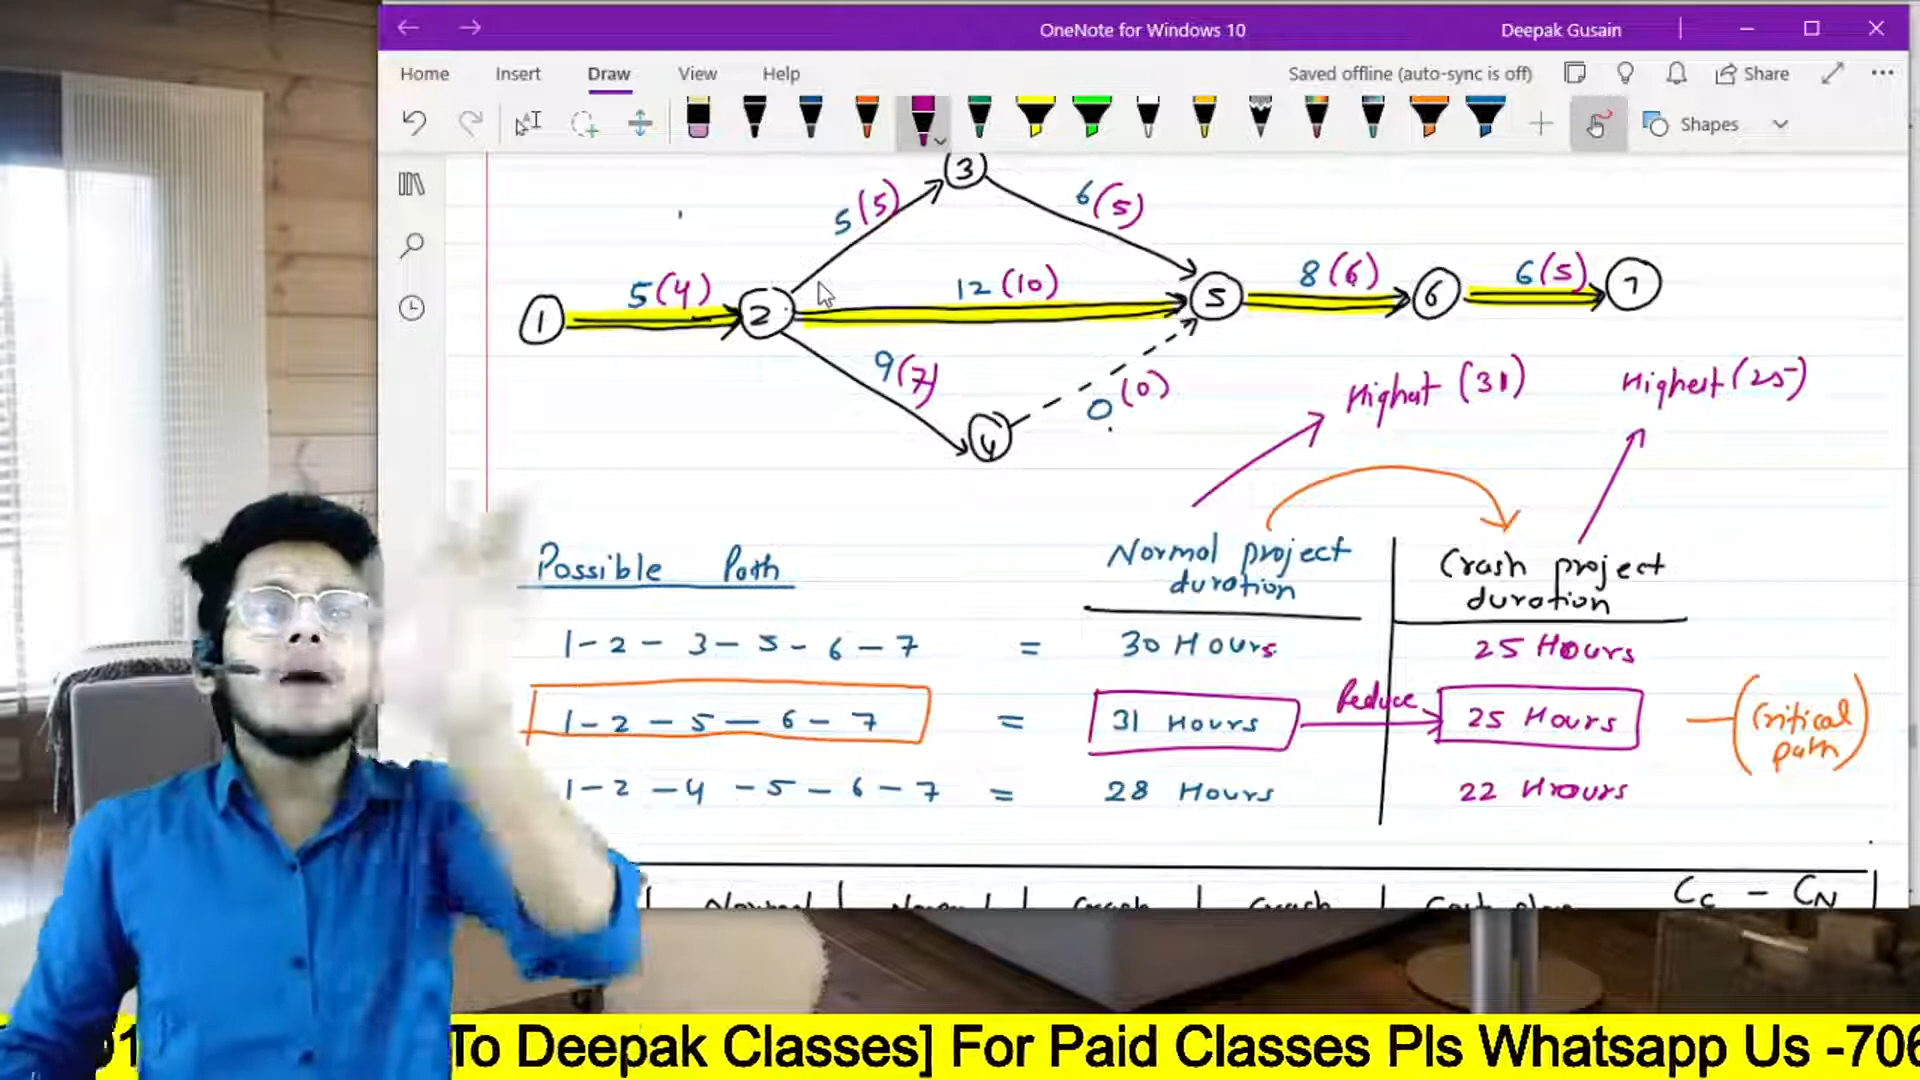 OneNote for Windows 10 Deepak Gusain
Home Insert Draw View Help Saved offline (auto-sync is off) Share
Shapes
3
5 (5) 6 (5)
5 (4) 12 (10) 8 (6) 6 (5)
1 2 5 6 7
9 (7)
0 (0)
4
Highest (31) Highest (25)
Possible Path Normal project duration Crash project duration
1 - 2 - 3 - 5 - 6 - 7 = 30 Hours 25 Hours
1 - 2 - 5 - 6 - 7 = 31 Hours Reduce 25 Hours (Critical path)
1 - 2 - 4 - 5 - 6 - 7 = 28 Hours 22 Hours
Normal Crash Crash Cc - CN
To Deepak Classes] For Paid Classes Pls Whatsapp Us -706